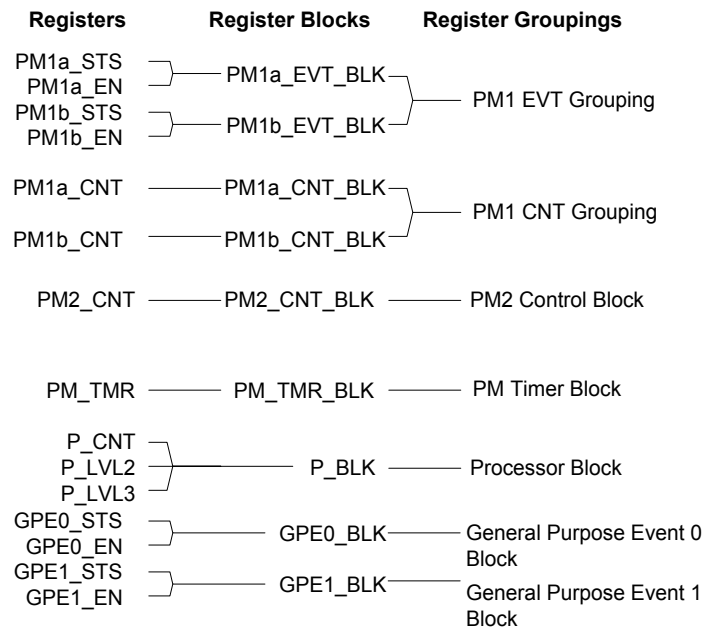 Registers Register Blocks Register Groupings
PM1a_STS
PM1a_EN
PM1a_EVT_BLK
PM1b_STS
PM1b_EN
PM1b_EVT_BLK
PM1 EVT Grouping
PM1a_CNT PM1a_CNT_BLK
PM1b_CNT PM1b_CNT_BLK
PM1 CNT Grouping
PM2_CNT PM2_CNT_BLK PM2 Control Block
PM_TMR PM_TMR_BLK PM Timer Block
P_CNT
P_LVL2
P_LVL3
P_BLK Processor Block
GPE0_STS
GPE0_EN
GPE0_BLK General Purpose Event 0
Block
GPE1_STS
GPE1_EN
GPE1_BLK General Purpose Event 1
Block